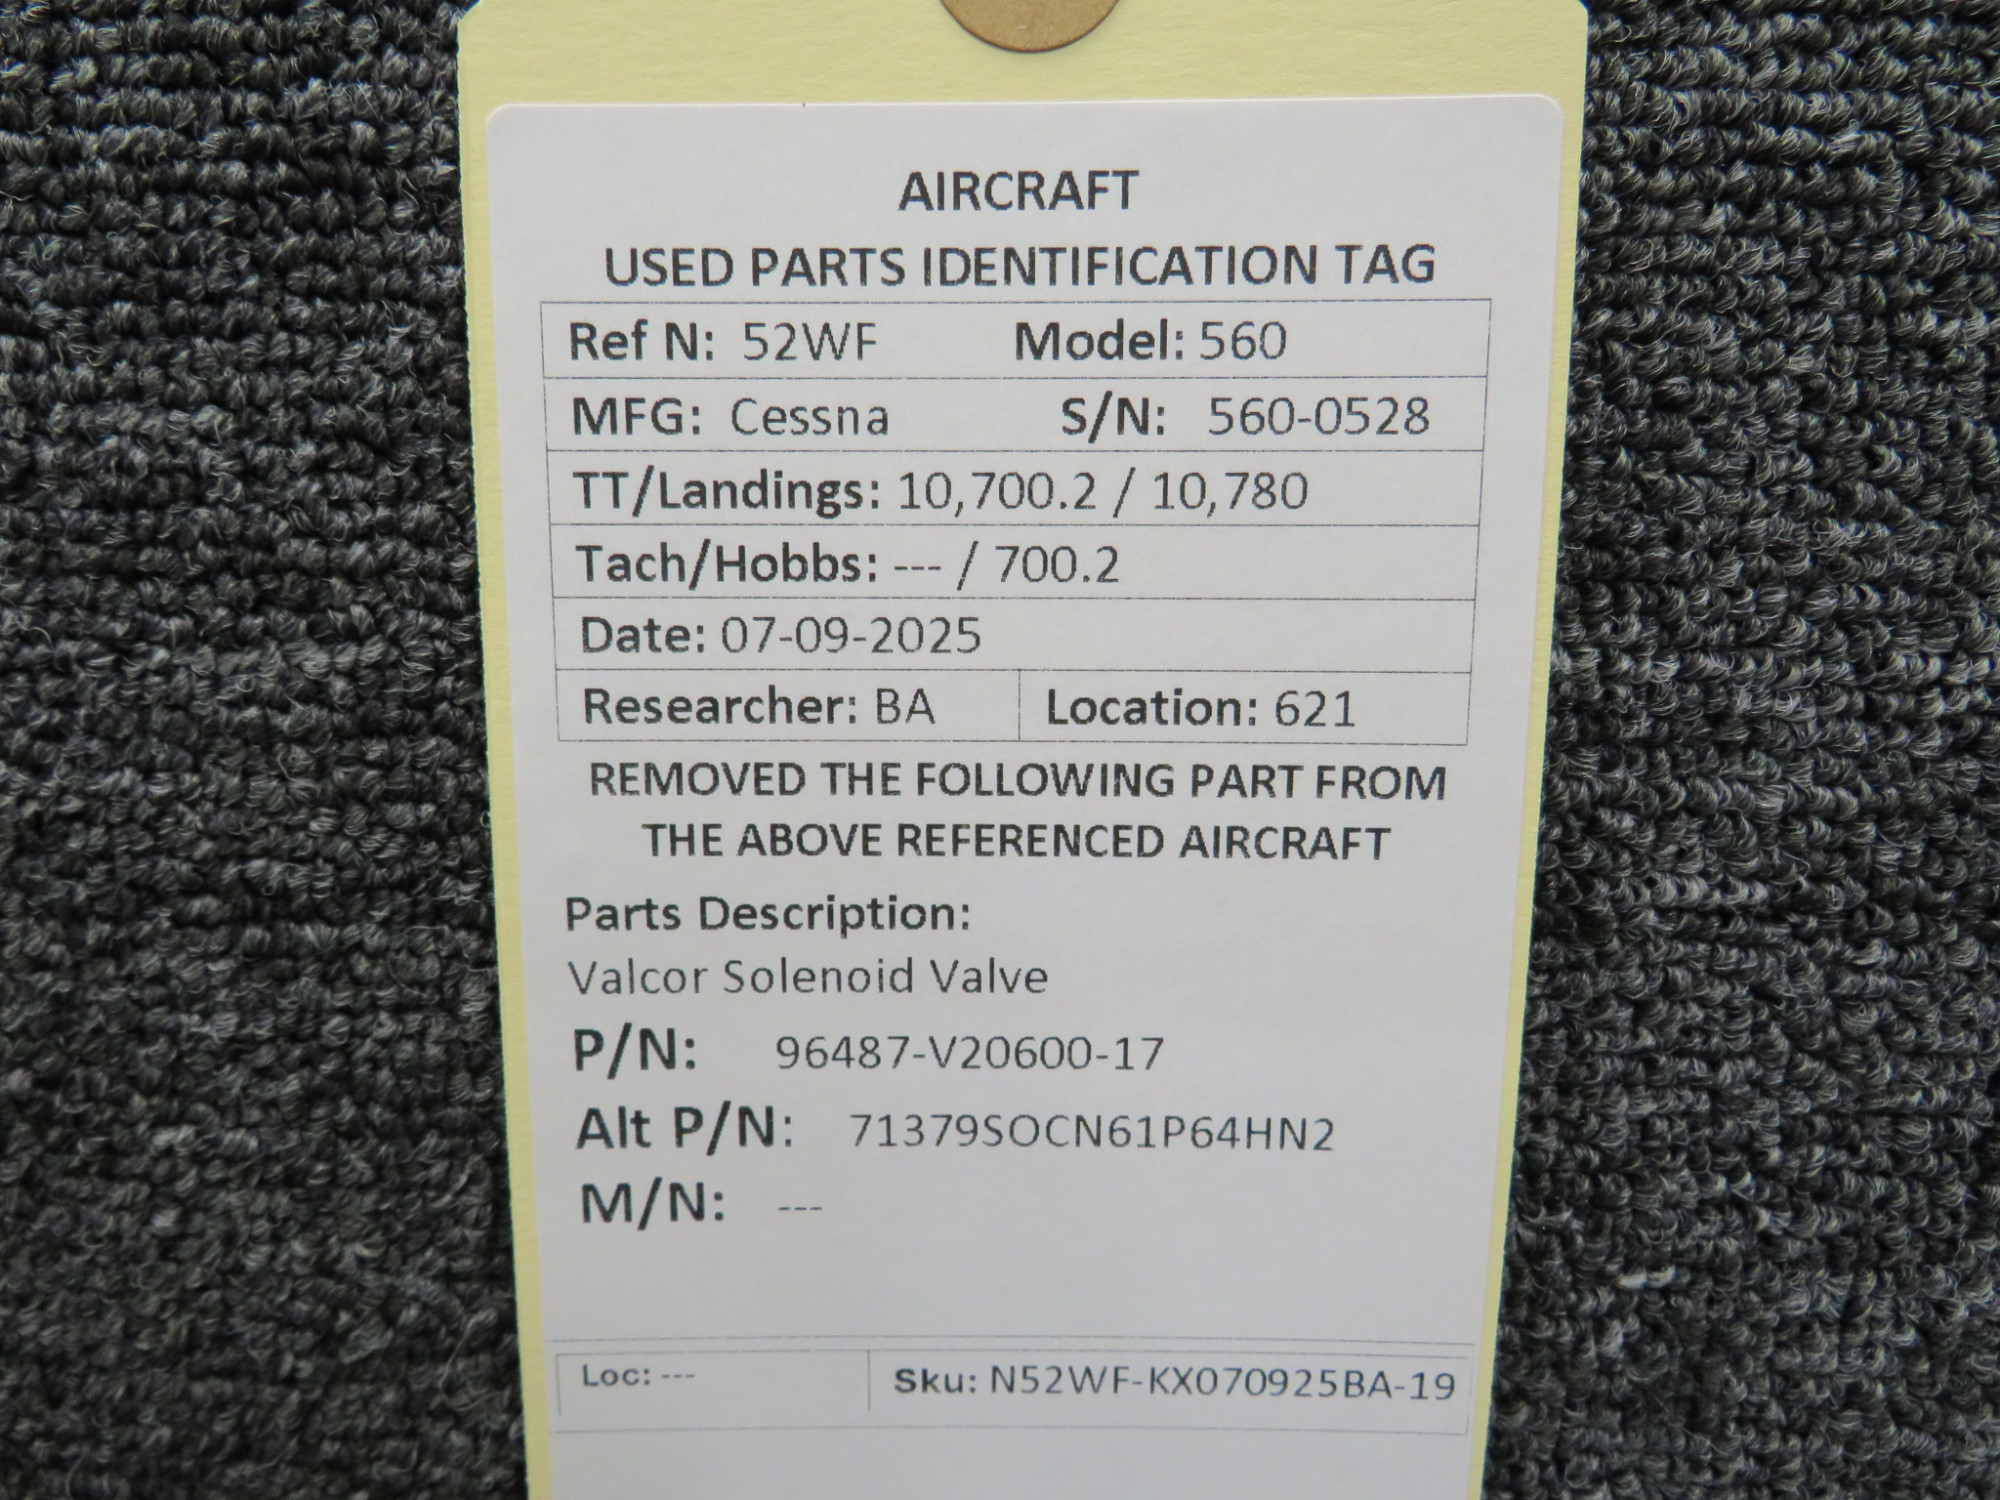 AIRCRAFT
USED PARTS IDENTIFICATION TAG
Ref N: 52WF Model: 560
MFG: Cessna S/N: 560-0528
TT/Landings: 10,700.2 / 10,780
Tach/Hobbs: --- / 700.2
Date: 07-09-2025
Researcher: BA Location: 621
REMOVED THE FOLLOWING PART FROM
THE ABOVE REFERENCED AIRCRAFT
Parts Description:
Valcor Solenoid Valve
P/N: 96487-V20600-17
Alt P/N: 71379SOCN61P64HN2
M/N: ---
Loc: --- Sku: N52WF-KX070925BA-19